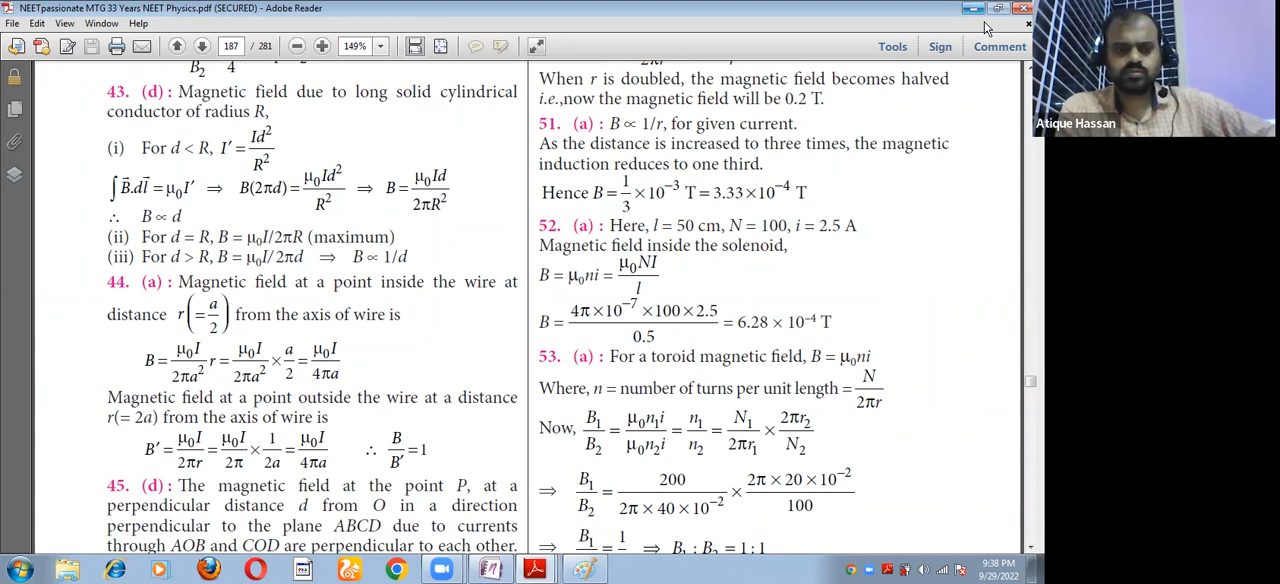 NEETpassionate MTG 33 Years NEET Physics.pdf (SECURED) - Adobe Reader
File Edit View Window Help
187 / 281 149% Tools Sign Comment
Atique Hassan
B₂ 4
43. (d) : Magnetic field due to long solid cylindrical
conductor of radius R,
(i) For d < R, I′ = Id²/R²
∫B⃗.dl⃗ = μ₀I′ ⇒ B(2πd) = μ₀Id²/R² ⇒ B = μ₀Id/2πR²
∴ B ∝ d
(ii) For d = R, B = μ₀I/2πR (maximum)
(iii) For d > R, B = μ₀I/2πd ⇒ B ∝ 1/d
44. (a) : Magnetic field at a point inside the wire at
distance r(= a/2) from the axis of wire is
B = μ₀I/2πa² r = μ₀I/2πa² × a/2 = μ₀I/4πa
Magnetic field at a point outside the wire at a distance
r(= 2a) from the axis of wire is
B′ = μ₀I/2πr = μ₀I/2π × 1/2a = μ₀I/4πa ∴ B/B′ = 1
45. (d) : The magnetic field at the point P, at a
perpendicular distance d from O in a direction
perpendicular to the plane ABCD due to currents
through AOB and COD are perpendicular to each other.
When r is doubled, the magnetic field becomes halved
i.e.,now the magnetic field will be 0.2 T.
51. (a) : B ∝ 1/r, for given current.
As the distance is increased to three times, the magnetic
induction reduces to one third.
Hence B = 1/3 × 10⁻³ T = 3.33 × 10⁻⁴ T
52. (a) : Here, l = 50 cm, N = 100, i = 2.5 A
Magnetic field inside the solenoid,
B = μ₀ni = μ₀NI/l
B = 4π × 10⁻⁷ × 100 × 2.5/0.5 = 6.28 × 10⁻⁴ T
53. (a) : For a toroid magnetic field, B = μ₀ni
Where, n = number of turns per unit length = N/2πr
Now, B₁/B₂ = μ₀n₁i/μ₀n₂i = n₁/n₂ = N₁/2πr₁ × 2πr₂/N₂
⇒ B₁/B₂ = 200/2π × 40 × 10⁻² × 2π × 20 × 10⁻²/100
⇒ B₁ = 1 ⇒ B₁ : B₂ = 1 : 1
9:38 PM
9/29/2022